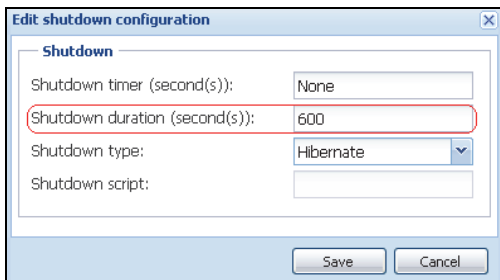 Edit shutdown configuration
Shutdown
Shutdown timer (second(s)): None
Shutdown duration (second(s)): 600
Shutdown type: Hibernate
Shutdown script:
Save Cancel